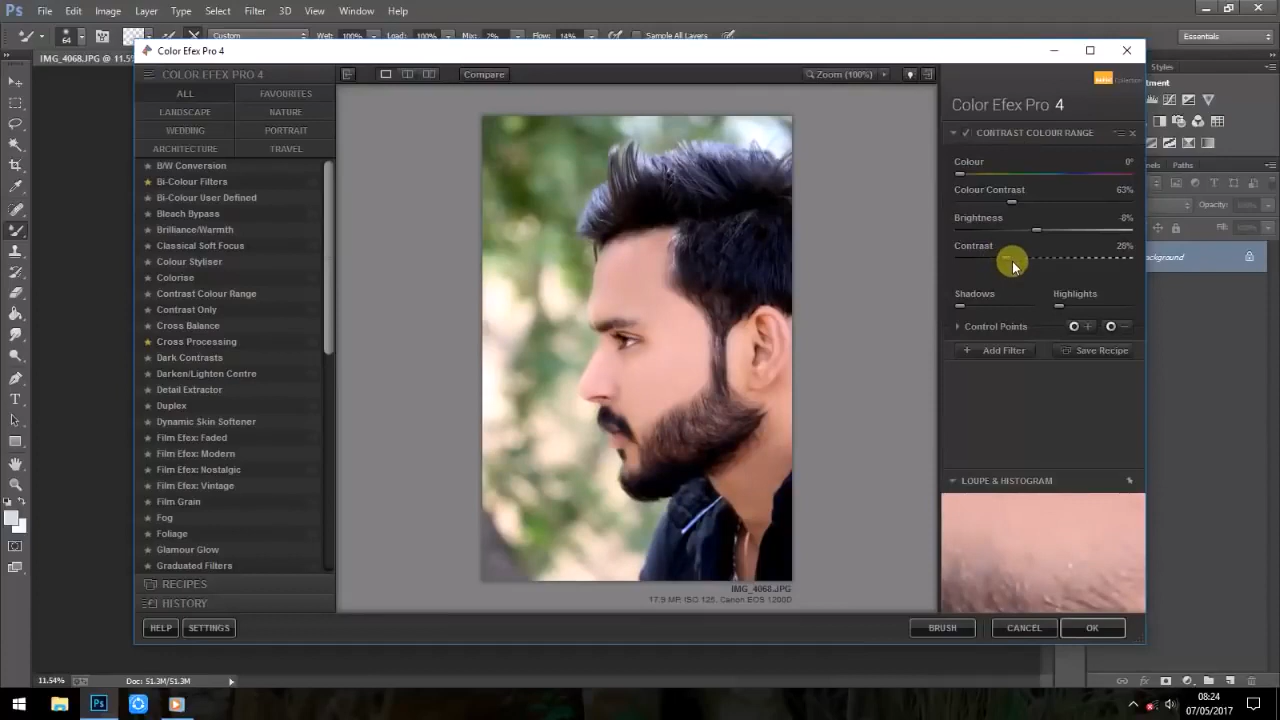 Ps File Edit Image Layer Type Select Filter 3D View Window Help
64 Custom Wet: 100% Load: 100% Mix: 2% Flow: 14% Sample All Layers Essentials
IMG_4068.JPG @ 11.5% Styles
Color Efex Pro 4
COLOR EFEX PRO 4 Compare Zoom (100%)
ALL FAVOURITES
LANDSCAPE NATURE
WEDDING PORTRAIT
ARCHITECTURE TRAVEL
B/W Conversion
Bi-Colour Filters
Bi-Colour User Defined
Bleach Bypass
Brilliance/Warmth
Classical Soft Focus
Colour Styliser
Colorise
Contrast Colour Range
Contrast Only
Cross Balance
Cross Processing
Dark Contrasts
Darken/Lighten Centre
Detail Extractor
Duplex
Dynamic Skin Softener
Film Efex: Faded
Film Efex: Modern
Film Efex: Nostalgic
Film Efex: Vintage
Film Grain
Fog
Foliage
Glamour Glow
Graduated Filters
RECIPES
HISTORY
HELP SETTINGS
IMG_4068.JPG
17.9 MP, ISO 125, Canon EOS 1200D
Color Efex Pro 4
CONTRAST COLOUR RANGE
Colour 0°
Colour Contrast 63%
Brightness -8%
Contrast 28%
Shadows Highlights
Control Points
Add Filter Save Recipe
LOUPE & HISTOGRAM
BRUSH CANCEL OK
Paths
Opacity:
Fill:
11.54% Doc: 51.3M/51.3M
Ps 08:24
07/05/2017